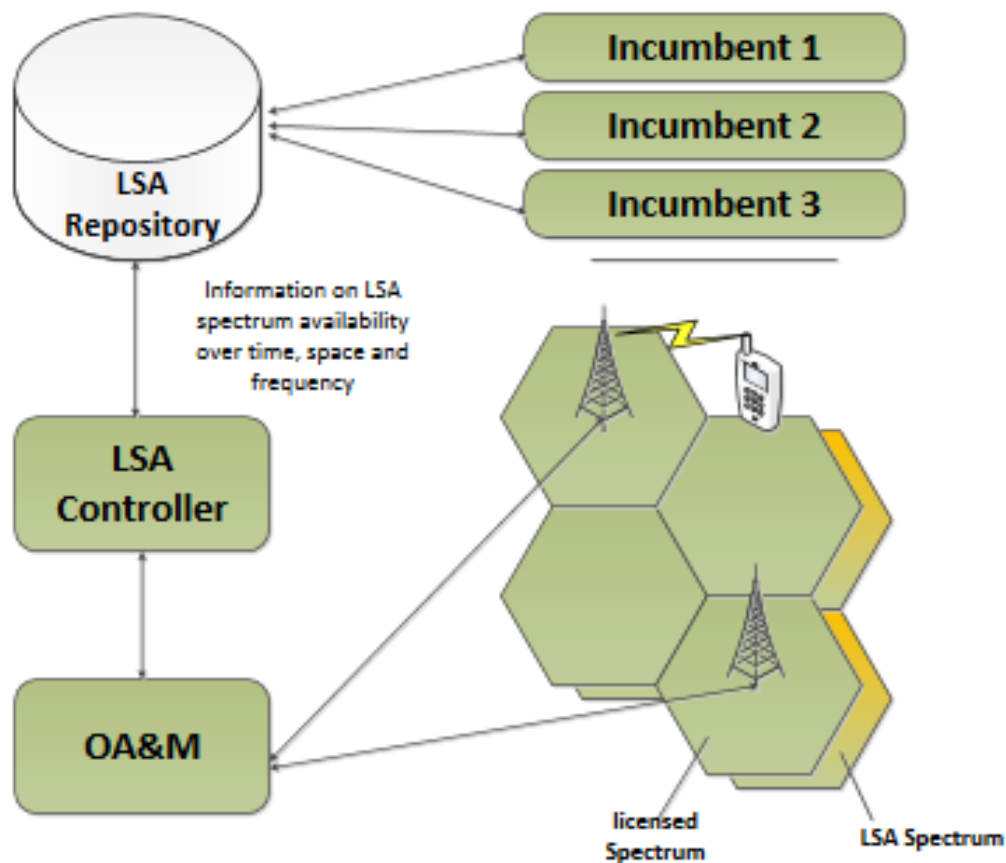 Incumbent 1
Incumbent 2
Incumbent 3
LSA
Repository
Information on LSA
spectrum availability
over time, space and
frequency
LSA
Controller
OA&M
licensed
Spectrum
LSA Spectrum